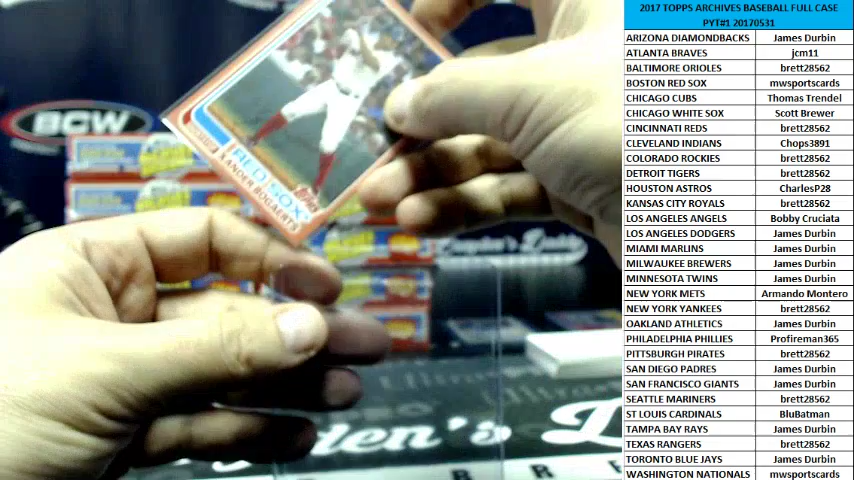 2017 TOPPS ARCHIVES BASEBALL FULL CASE
PYT#1 20170531
ARIZONA DIAMONDBACKS James Durbin
ATLANTA BRAVES jcm11
BALTIMORE ORIOLES brett28562
BOSTON RED SOX mwsportscards
CHICAGO CUBS Thomas Trendel
CHICAGO WHITE SOX Scott Brewer
CINCINNATI REDS brett28562
CLEVELAND INDIANS Chops3891
COLORADO ROCKIES brett28562
DETROIT TIGERS brett28562
HOUSTON ASTROS CharlesP28
KANSAS CITY ROYALS brett28562
LOS ANGELES ANGELS Bobby Cruciata
LOS ANGELES DODGERS James Durbin
MIAMI MARLINS James Durbin
MILWAUKEE BREWERS James Durbin
MINNESOTA TWINS James Durbin
NEW YORK METS Armando Montero
NEW YORK YANKEES brett28562
OAKLAND ATHLETICS James Durbin
PHILADELPHIA PHILLIES Profireman365
PITTSBURGH PIRATES brett28562
SAN DIEGO PADRES James Durbin
SAN FRANCISCO GIANTS James Durbin
SEATTLE MARINERS brett28562
ST LOUIS CARDINALS BluBatman
TAMPA BAY RAYS James Durbin
TEXAS RANGERS brett28562
TORONTO BLUE JAYS James Durbin
WASHINGTON NATIONALS mwsportscards
BCW
RED SOX
XANDER BOGAERTS
topps